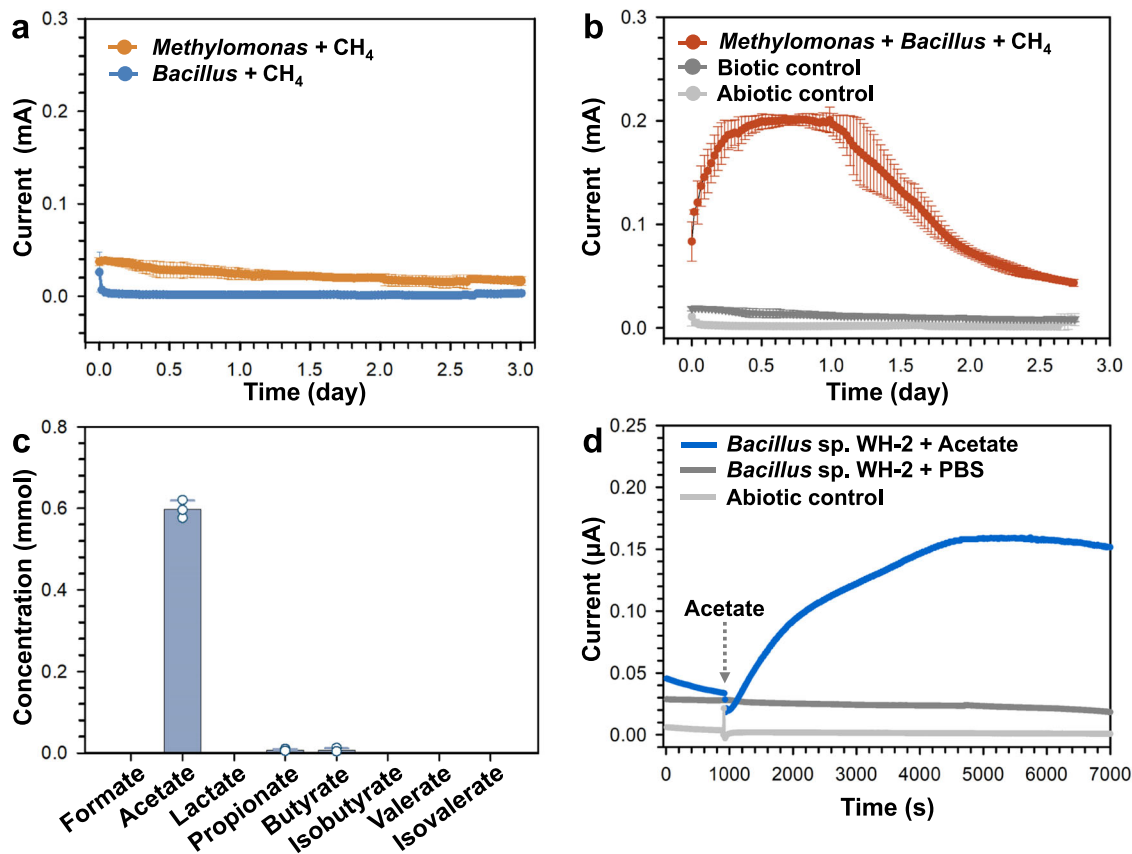 a
Methylomonas + CH4
Bacillus + CH4
Current (mA)
0.3
0.2
0.1
0.0
0.0 0.5 1.0 1.5 2.0 2.5 3.0
Time (day)
b
Methylomonas + Bacillus + CH4
Biotic control
Abiotic control
Current (mA)
0.3
0.2
0.1
0.0
0.0 0.5 1.0 1.5 2.0 2.5 3.0
Time (day)
c
Concentration (mmol)
0.8
0.6
0.4
0.2
0.0
Formate
Acetate
Lactate
Propionate
Butyrate
Isobutyrate
Valerate
Isovalerate
d
Bacillus sp. WH-2 + Acetate
Bacillus sp. WH-2 + PBS
Abiotic control
Acetate
Current (µA)
0.25
0.20
0.15
0.10
0.05
0.00
0 1000 2000 3000 4000 5000 6000 7000
Time (s)